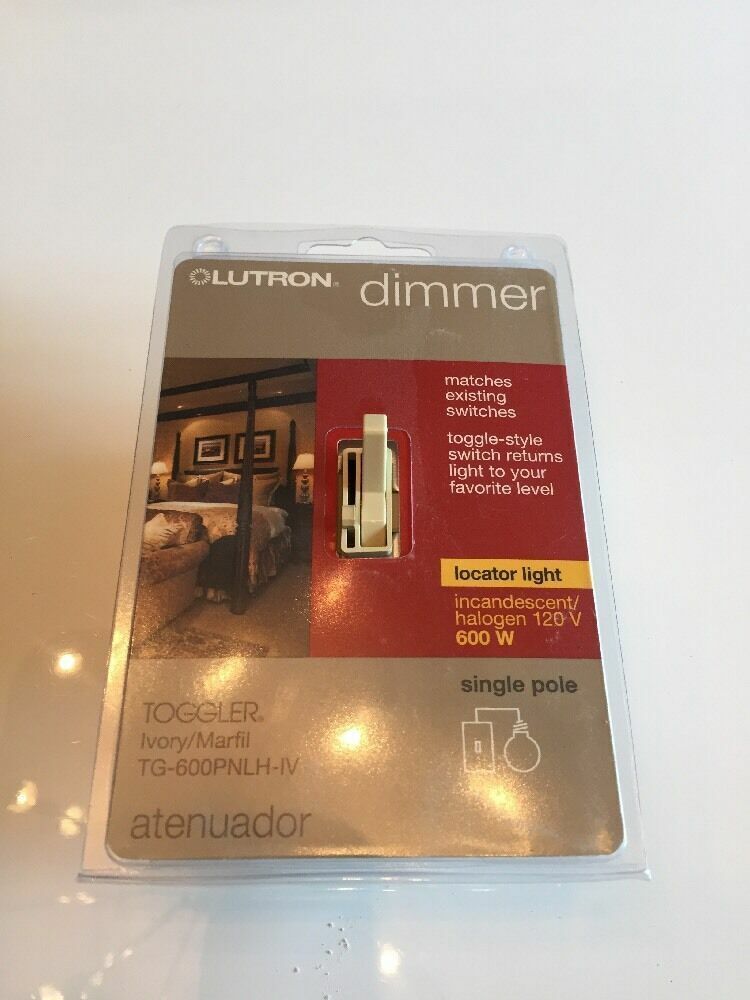 LUTRON®
dimmer
matches
existing
switches
toggle-style
switch returns
light to your
favorite level
locator light
incandescent/
halogen 120 V
600 W
single pole
TOGGLER®
Ivory/Marfil
TG-600PNLH-IV
atenuador